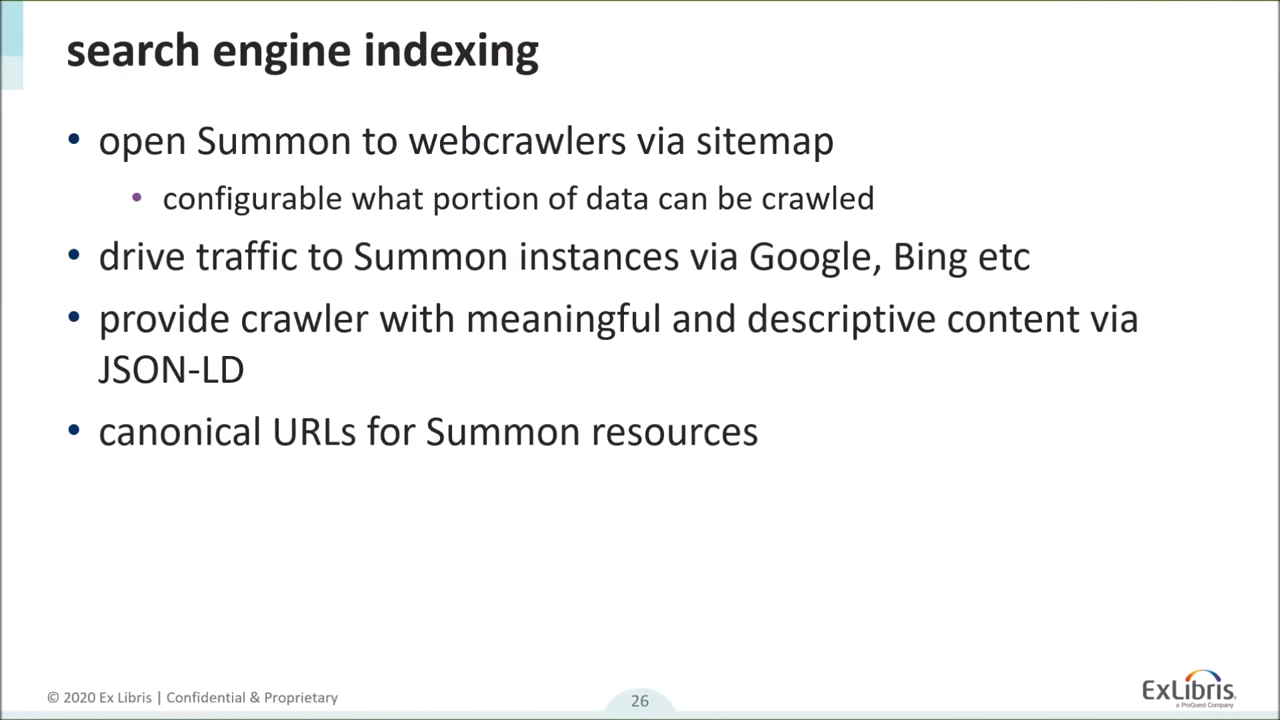 search engine indexing
• open Summon to webcrawlers via sitemap
• configurable what portion of data can be crawled
• drive traffic to Summon instances via Google, Bing etc
• provide crawler with meaningful and descriptive content via
JSON-LD
• canonical URLs for Summon resources
© 2020 Ex Libris | Confidential & Proprietary
26
ExLibris
a ProQuest Company